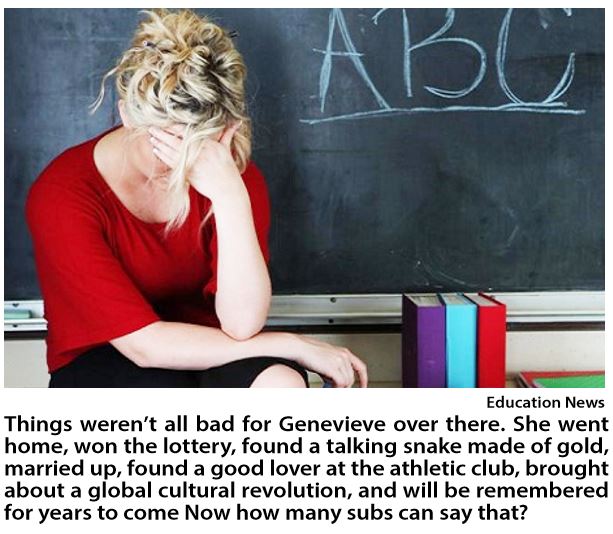 ABC
Education News
Things weren't all bad for Genevieve over there. She went
home, won the lottery, found a talking snake made of gold,
married up, found a good lover at the athletic club, brought
about a global cultural revolution, and will be remembered
for years to come Now how many subs can say that?